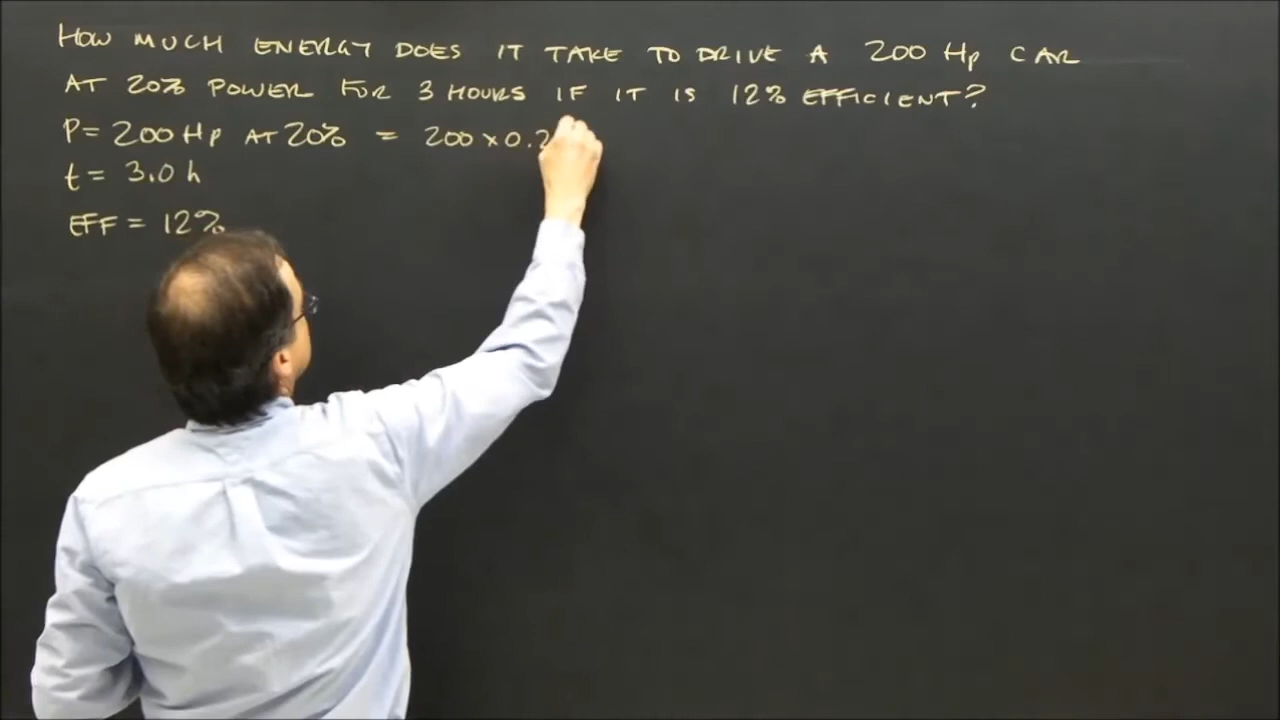 HOW MUCH ENERGY DOES IT TAKE TO DRIVE A 200 Hp CAR
AT 20% POWER FOR 3 HOURS IF IT IS 12% EFFICIENT?
P = 200 Hp AT 20% = 200 × 0.2
t = 3.0 h
EFF = 12%